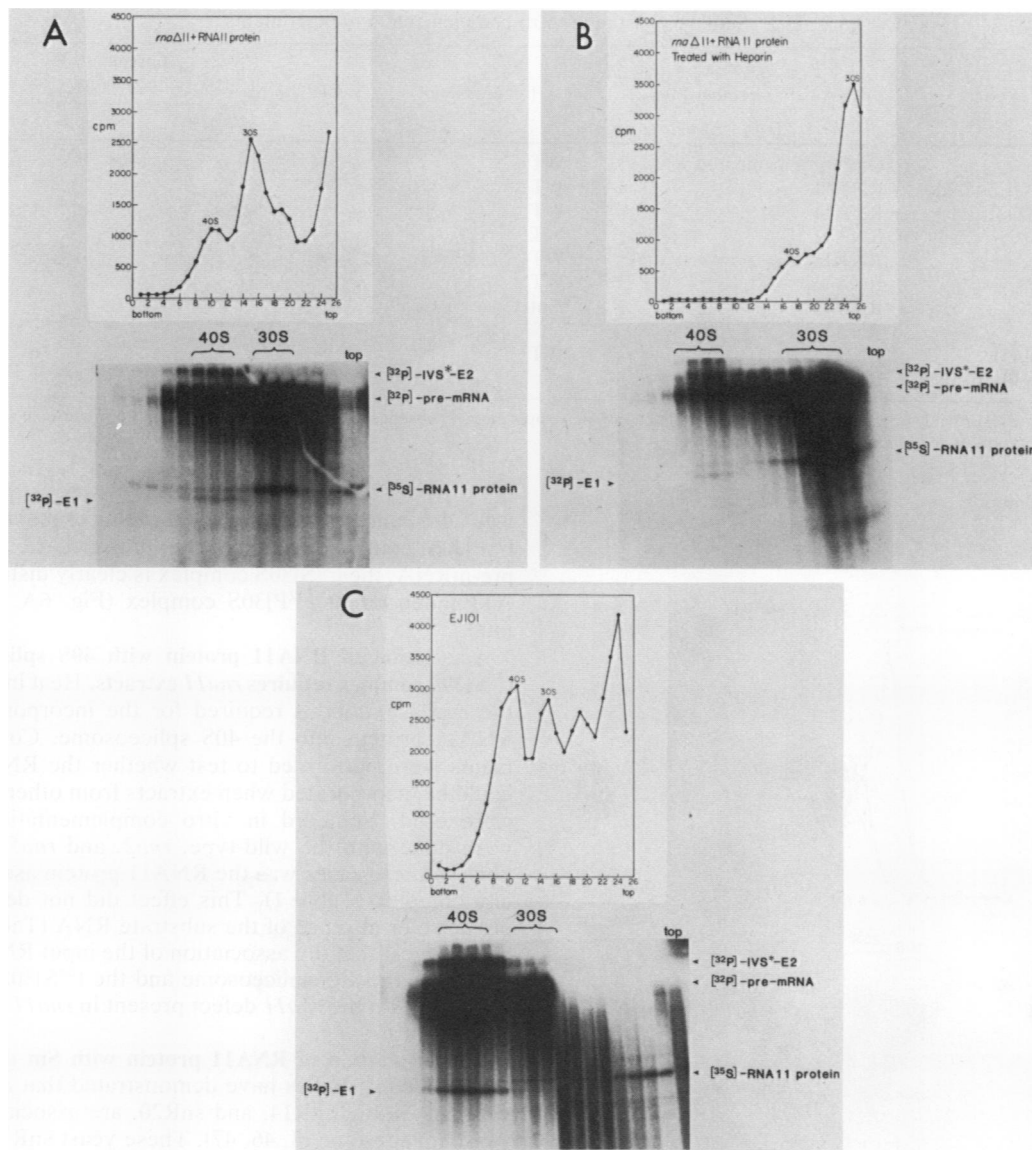 A
rnaΔ11+RNA11 protein
4500
4000
3500
3000
cpm
2500
2000
1500
1000
500
0
30S
40S
0 2 4 6 8 10 12 14 16 18 20 22 24 26
bottom top
40S 30S top
[³²P]-IVS*-E2
[³²P]-pre-mRNA
[³⁵S]-RNA11 protein
[³²P]-E1
B
rnaΔ11+RNA11 protein
Treated with Heparin
4500
4000
3500
3000
cpm
2500
2000
1500
1000
500
0
30S
40S
0 2 4 6 8 10 12 14 16 18 20 22 24 26
bottom top
40S 30S top
[³²P]-IVS*-E2
[³²P]-pre-mRNA
[³⁵S]-RNA11 protein
[³²P]-E1
C
EJ101
4500
4000
3500
3000
cpm
2500
2000
1500
1000
500
0
40S
30S
0 2 4 6 8 10 12 14 16 18 20 22 24 26
bottom top
40S 30S top
[³²P]-IVS*-E2
[³²P]-pre-mRNA
[³⁵S]-RNA11 protein
[³²P]-E1